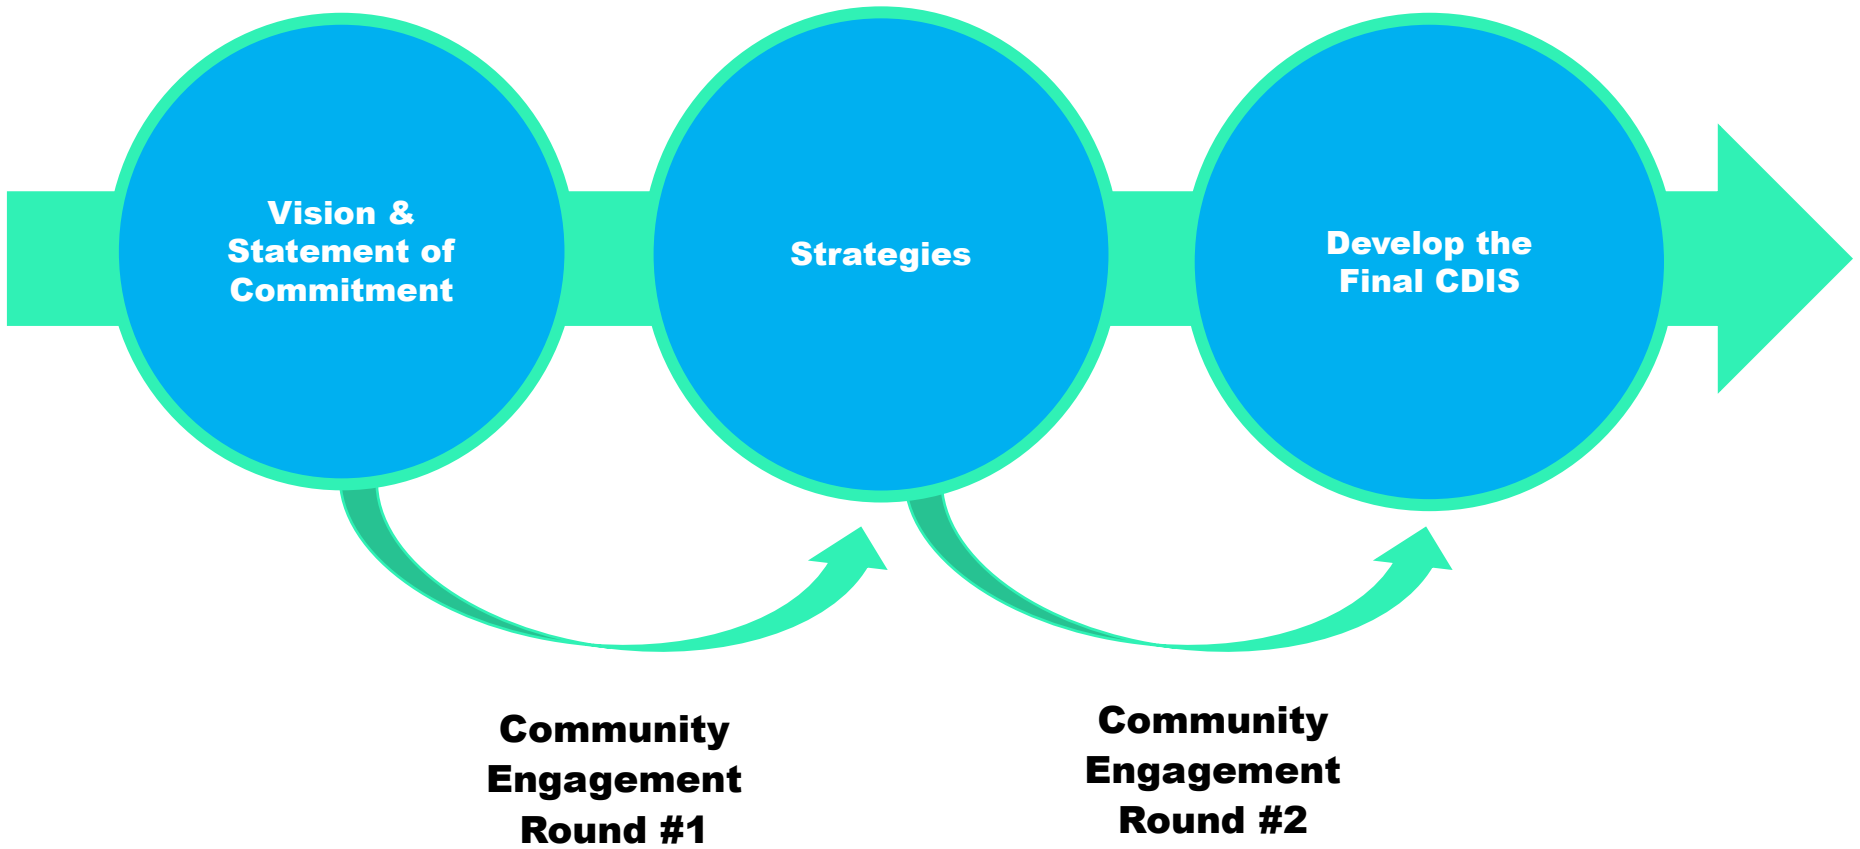 Vision &
Statement of
Commitment
Strategies
Develop the
Final CDIS
Community
Engagement
Round #1
Community
Engagement
Round #2